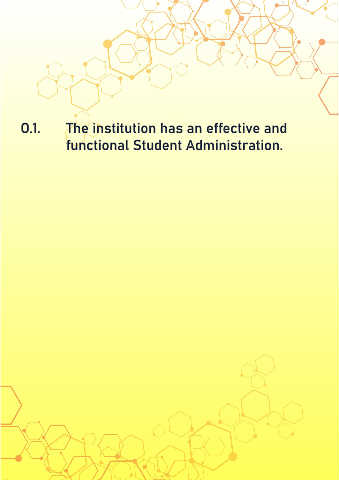 O.1. The institution has an effective and
functional Student Administration.